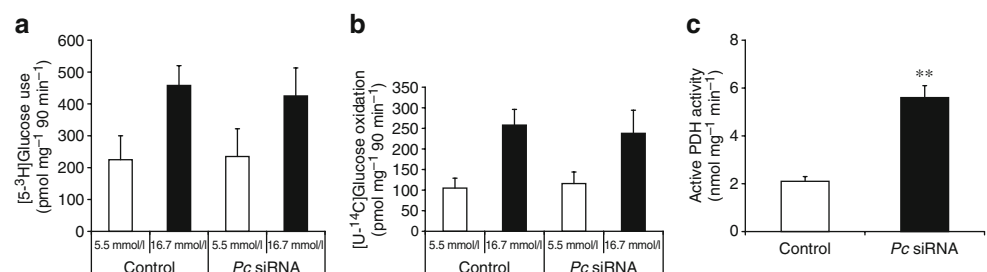 a
[5-³H]Glucose use
(pmol mg⁻¹ 90 min⁻¹)
600
500
400
300
200
100
0
5.5 mmol/l 16.7 mmol/l 5.5 mmol/l 16.7 mmol/l
Control Pc siRNA
b
[U-¹⁴C]Glucose oxidation
(pmol mg⁻¹ 90 min⁻¹)
350
300
250
200
150
100
50
0
5.5 mmol/l 16.7 mmol/l 5.5 mmol/l 16.7 mmol/l
Control Pc siRNA
c
Active PDH activity
(nmol mg⁻¹ min⁻¹)
8
6
4
2
0
**
Control Pc siRNA